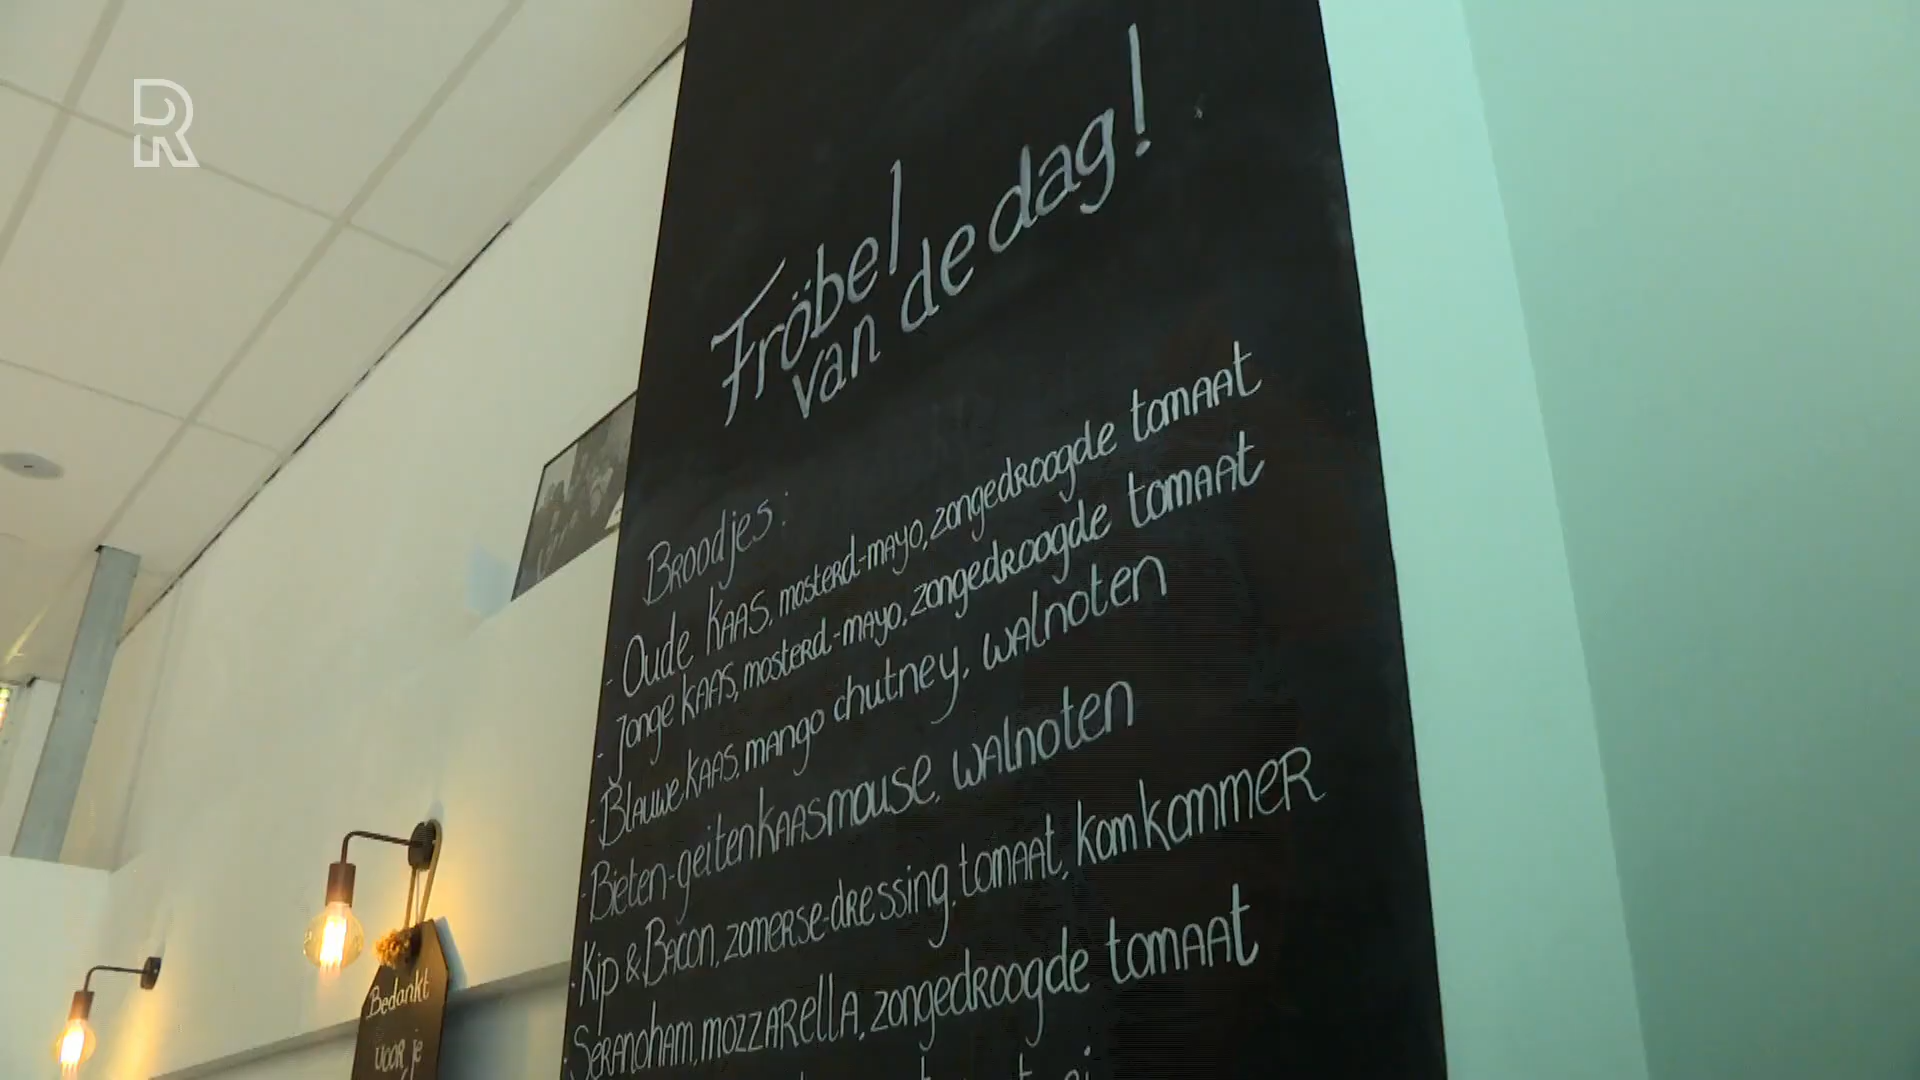 R
Fröbel
van de dag!
Broodjes:
- Oude kaas, mosterd-mayo, zongedroogde tomaat
- Jonge kaas, mosterd-mayo, zongedroogde tomaat
- Blauwe kaas, mango chutney, walnoten
- Bieten-geitenkaasmouse, walnoten
- Kip & Bacon, zomerse-dressing, tomaat, komkommer
- Seranoham, mozzarella, zongedroogde tomaat
Bedankt
voor je